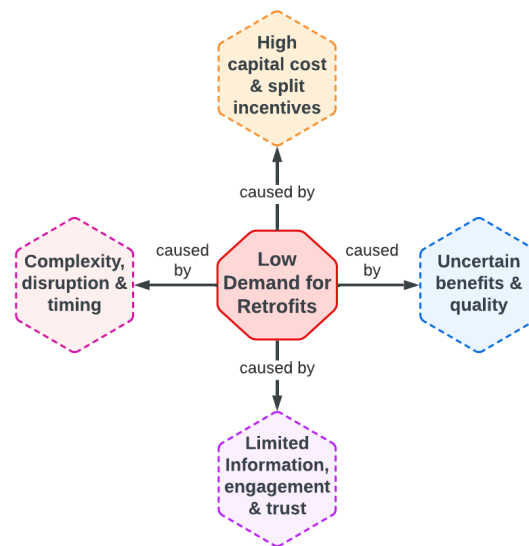 High
capital cost
& split
incentives
caused by
Complexity,
disruption &
timing
caused
by
Low
Demand for
Retrofits
caused
by
Uncertain
benefits &
quality
caused by
Limited
Information,
engagement
& trust